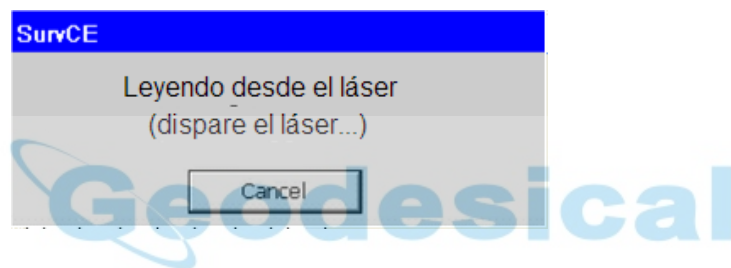 SurvCE
Leyendo desde el láser
(dispare el láser...)
Cancel
Geodesical